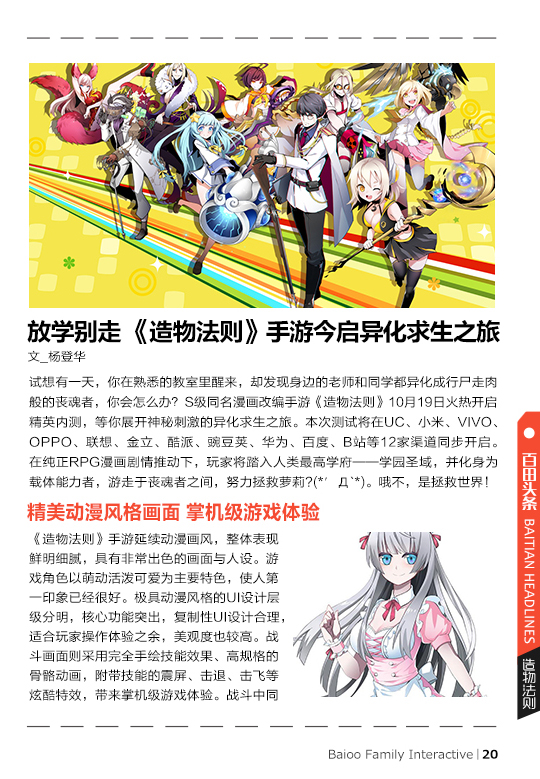 放学别走《造物法则》手游今启异化求生之旅
文_杨登华
试想有一天，你在熟悉的教室里醒来，却发现身边的老师和同学都异化成行尸走肉
般的丧魂者，你会怎么办？S级同名漫画改编手游《造物法则》10月19日火热开启
精英内测，等你展开神秘刺激的异化求生之旅。本次测试将在UC、小米、VIVO、
OPPO、联想、金立、酷派、豌豆荚、华为、百度、B站等12家渠道同步开启。
在纯正RPG漫画剧情推动下，玩家将踏入人类最高学府——学园圣域，并化身为
载体能力者，游走于丧魂者之间，努力拯救萝莉?(*′Д`*)。哦不，是拯救世界！
精美动漫风格画面 掌机级游戏体验
《造物法则》手游延续动漫画风，整体表现
鲜明细腻，具有非常出色的画面与人设。游
戏角色以萌动活泼可爱为主要特色，使人第
一印象已经很好。极具动漫风格的UI设计层
级分明，核心功能突出，复制性UI设计合理，
适合玩家操作体验之余，美观度也较高。战
斗画面则采用完全手绘技能效果、高规格的
骨骼动画，附带技能的震屏、击退、击飞等
炫酷特效，带来掌机级游戏体验。战斗中同
百田头条 BAITIAN HEADLINES
造物法则
Baioo Family Interactive | 20